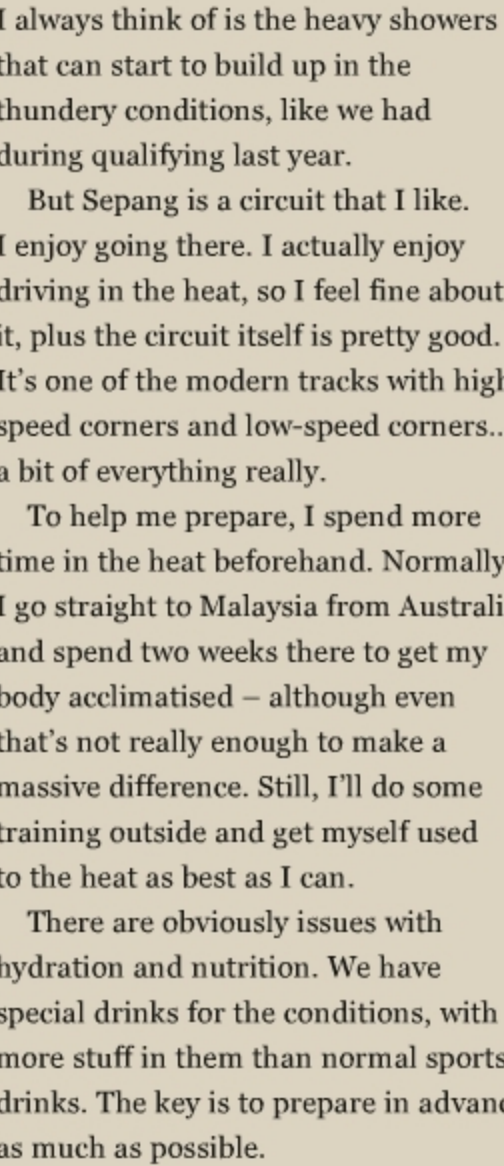 I always think of is the heavy showers
that can start to build up in the
thundery conditions, like we had
during qualifying last year.
But Sepang is a circuit that I like.
I enjoy going there. I actually enjoy
driving in the heat, so I feel fine about
it, plus the circuit itself is pretty good.
It's one of the modern tracks with high
speed corners and low-speed corners..
a bit of everything really.
To help me prepare, I spend more
time in the heat beforehand. Normally
I go straight to Malaysia from Australi
and spend two weeks there to get my
body acclimatised – although even
that's not really enough to make a
massive difference. Still, I'll do some
training outside and get myself used
to the heat as best as I can.
There are obviously issues with
hydration and nutrition. We have
special drinks for the conditions, with
more stuff in them than normal sports
drinks. The key is to prepare in advanc
as much as possible.